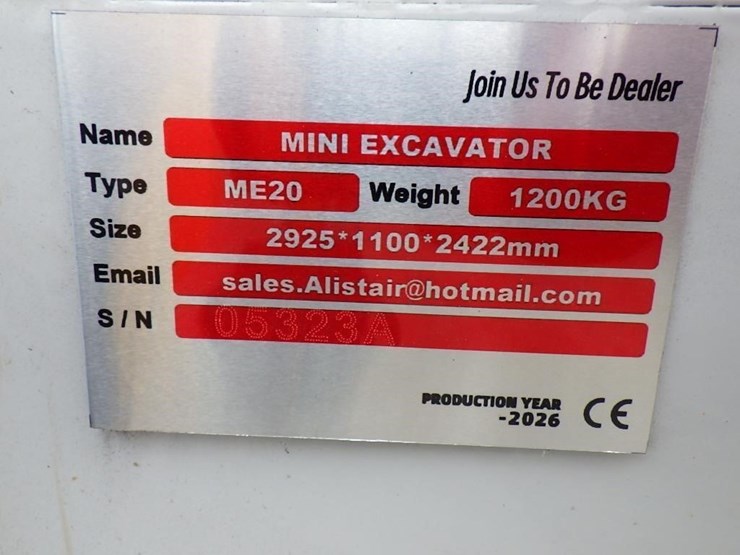 Join Us To Be Dealer
Name MINI EXCAVATOR
Type ME20 Weight 1200KG
Size 2925*1100*2422mm
Email sales.Alistair@hotmail.com
S / N 05323A
PRODUCTION YEAR
-2026 CE